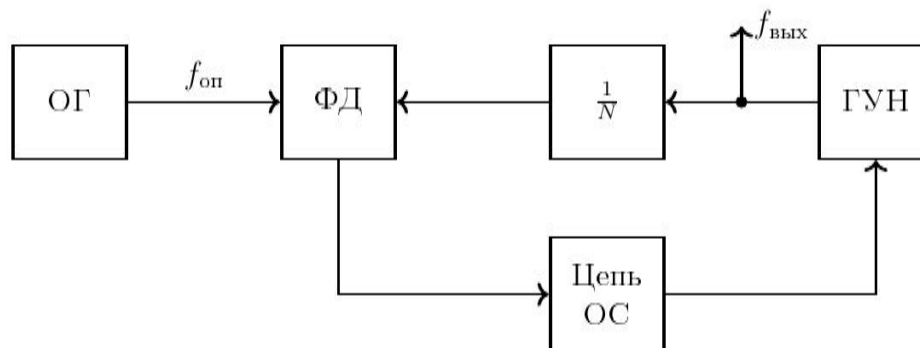 f_вых
ОГ
f_оп
ФД
1/N
ГУН
Цепь
ОС